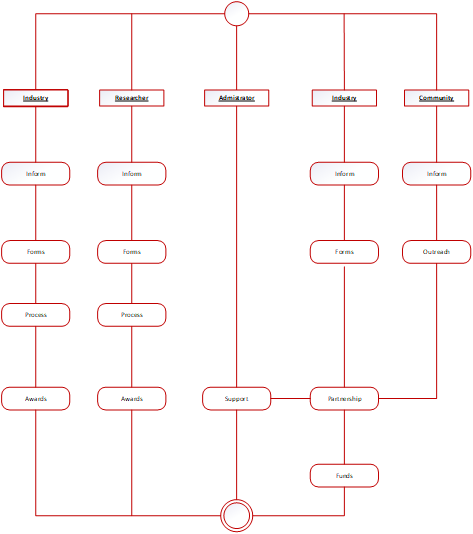 Industry Researcher Admistrator Industry Community
Inform Inform Inform Inform
Forms Forms Forms Outreach
Process Process
Awards Awards Support Partnership
Funds